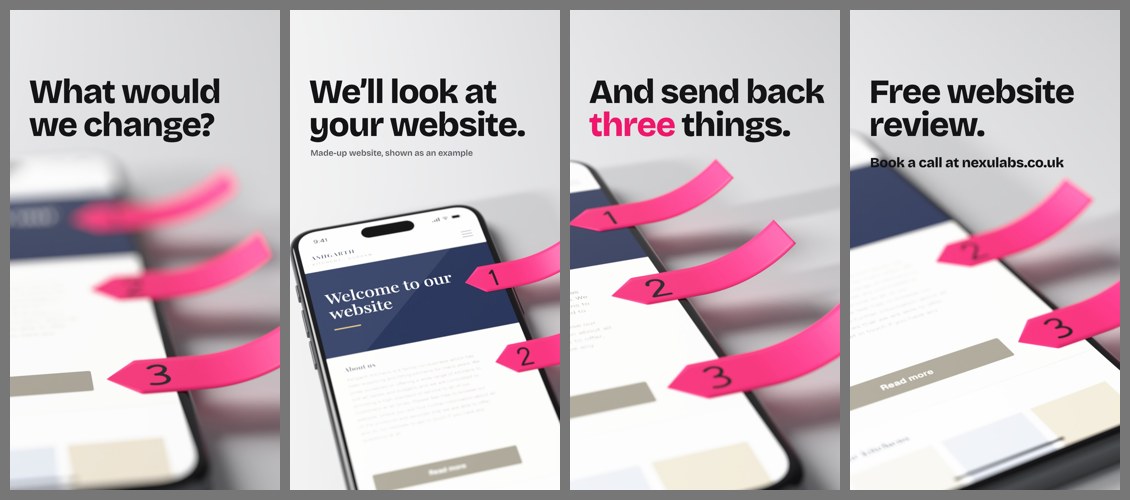 What would
we change?
3
We'll look at
your website.
Made-up website, shown as an example
9:41
ASHGARTH
Welcome to our
website
1
About us
2
Read more
And send back
three things.
1
2
3
Free website
review.
Book a call at nexulabs.co.uk
2
3
Read more